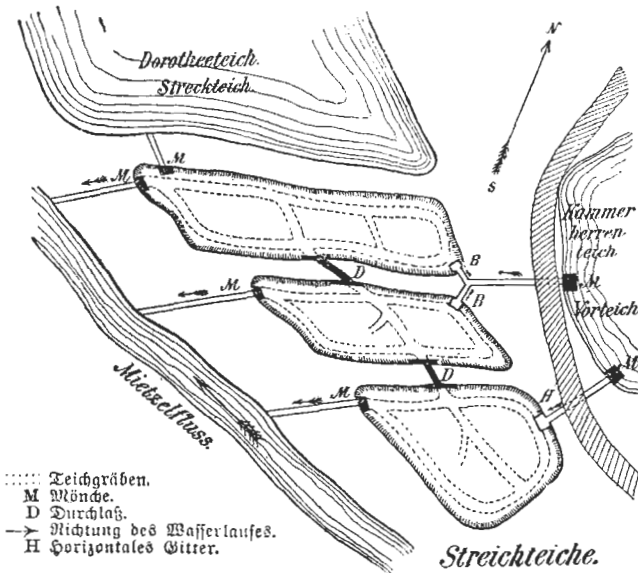 Dorotheeteich.
Streckteich.
N
S
M
M
Kammer
herren-
teich
B
D
M
M
B
Vorteich
M
D
M
H
Mietzelfluss.
Teichgräben.
M Mönche.
D Durchlaß.
Richtung des Wasserlaufes.
H Horizontales Gitter.
Streichteiche.